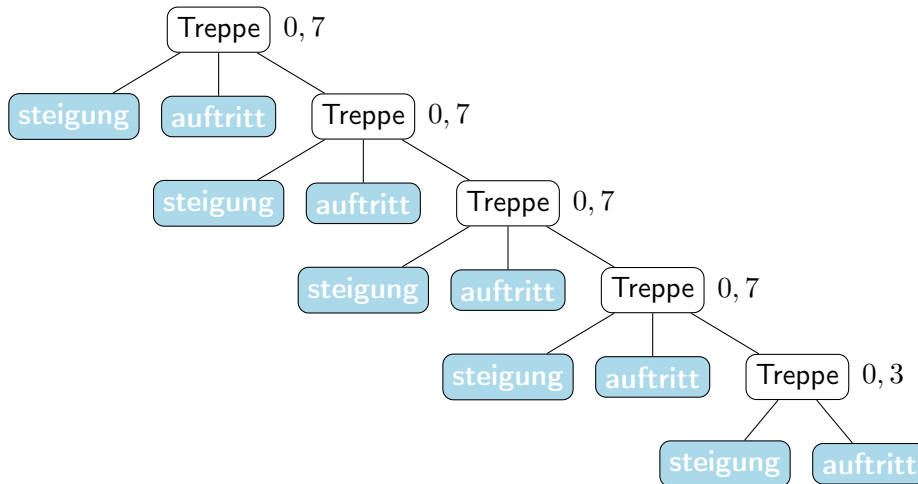 Treppe 0, 7
steigung auftritt Treppe 0, 7
steigung auftritt Treppe 0, 7
steigung auftritt Treppe 0, 7
steigung auftritt Treppe 0, 3
steigung auftritt